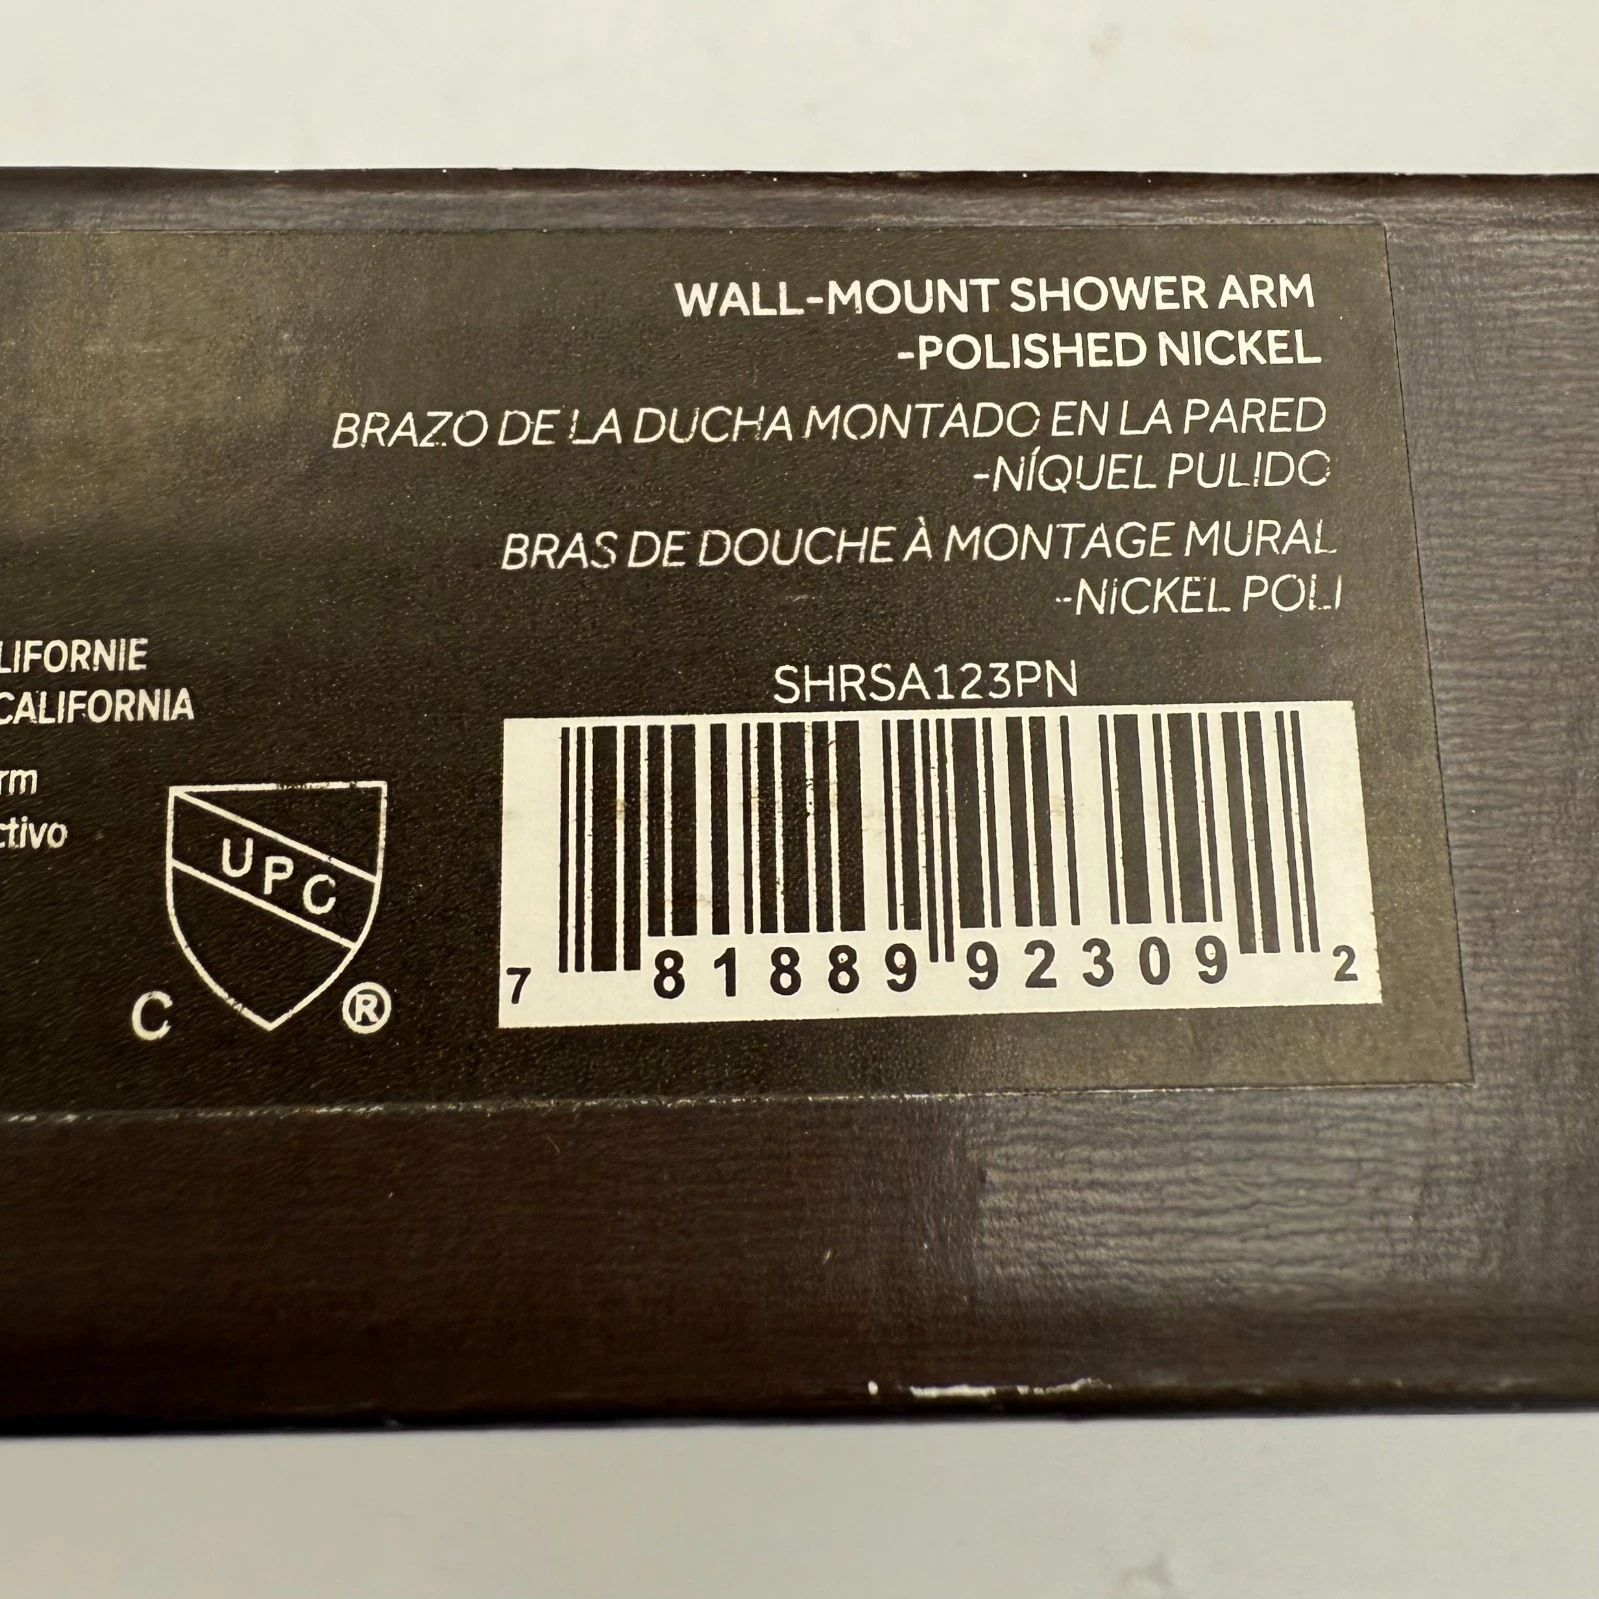 WALL-MOUNT SHOWER ARM
-POLISHED NICKEL
BRAZO DE LA DUCHA MONTADO EN LA PARED
-NÍQUEL PULIDO
BRAS DE DOUCHE À MONTAGE MURAL
-NICKEL POLI
LIFORNIE
CALIFORNIA
rm
ctivo
UPC
C ®
SHRSA123PN
7 81889 92309 2